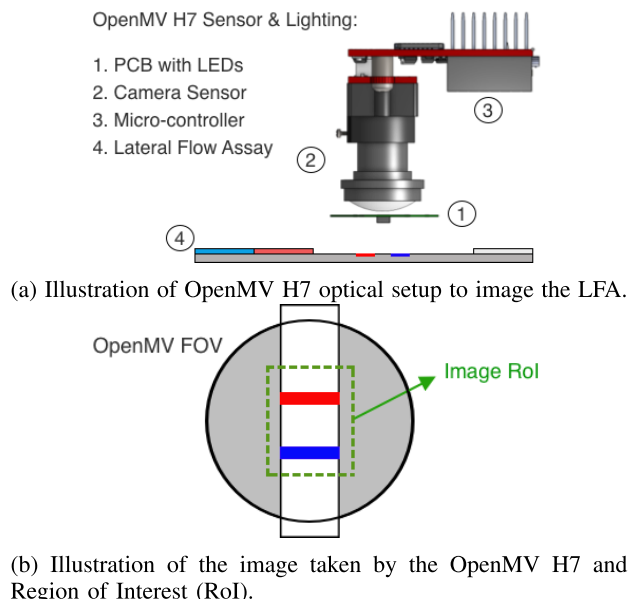 OpenMV H7 Sensor & Lighting:
1. PCB with LEDs
2. Camera Sensor
3. Micro-controller
4. Lateral Flow Assay
3
2
1
4
(a) Illustration of OpenMV H7 optical setup to image the LFA.
OpenMV FOV
Image RoI
(b) Illustration of the image taken by the OpenMV H7 and
Region of Interest (RoI).